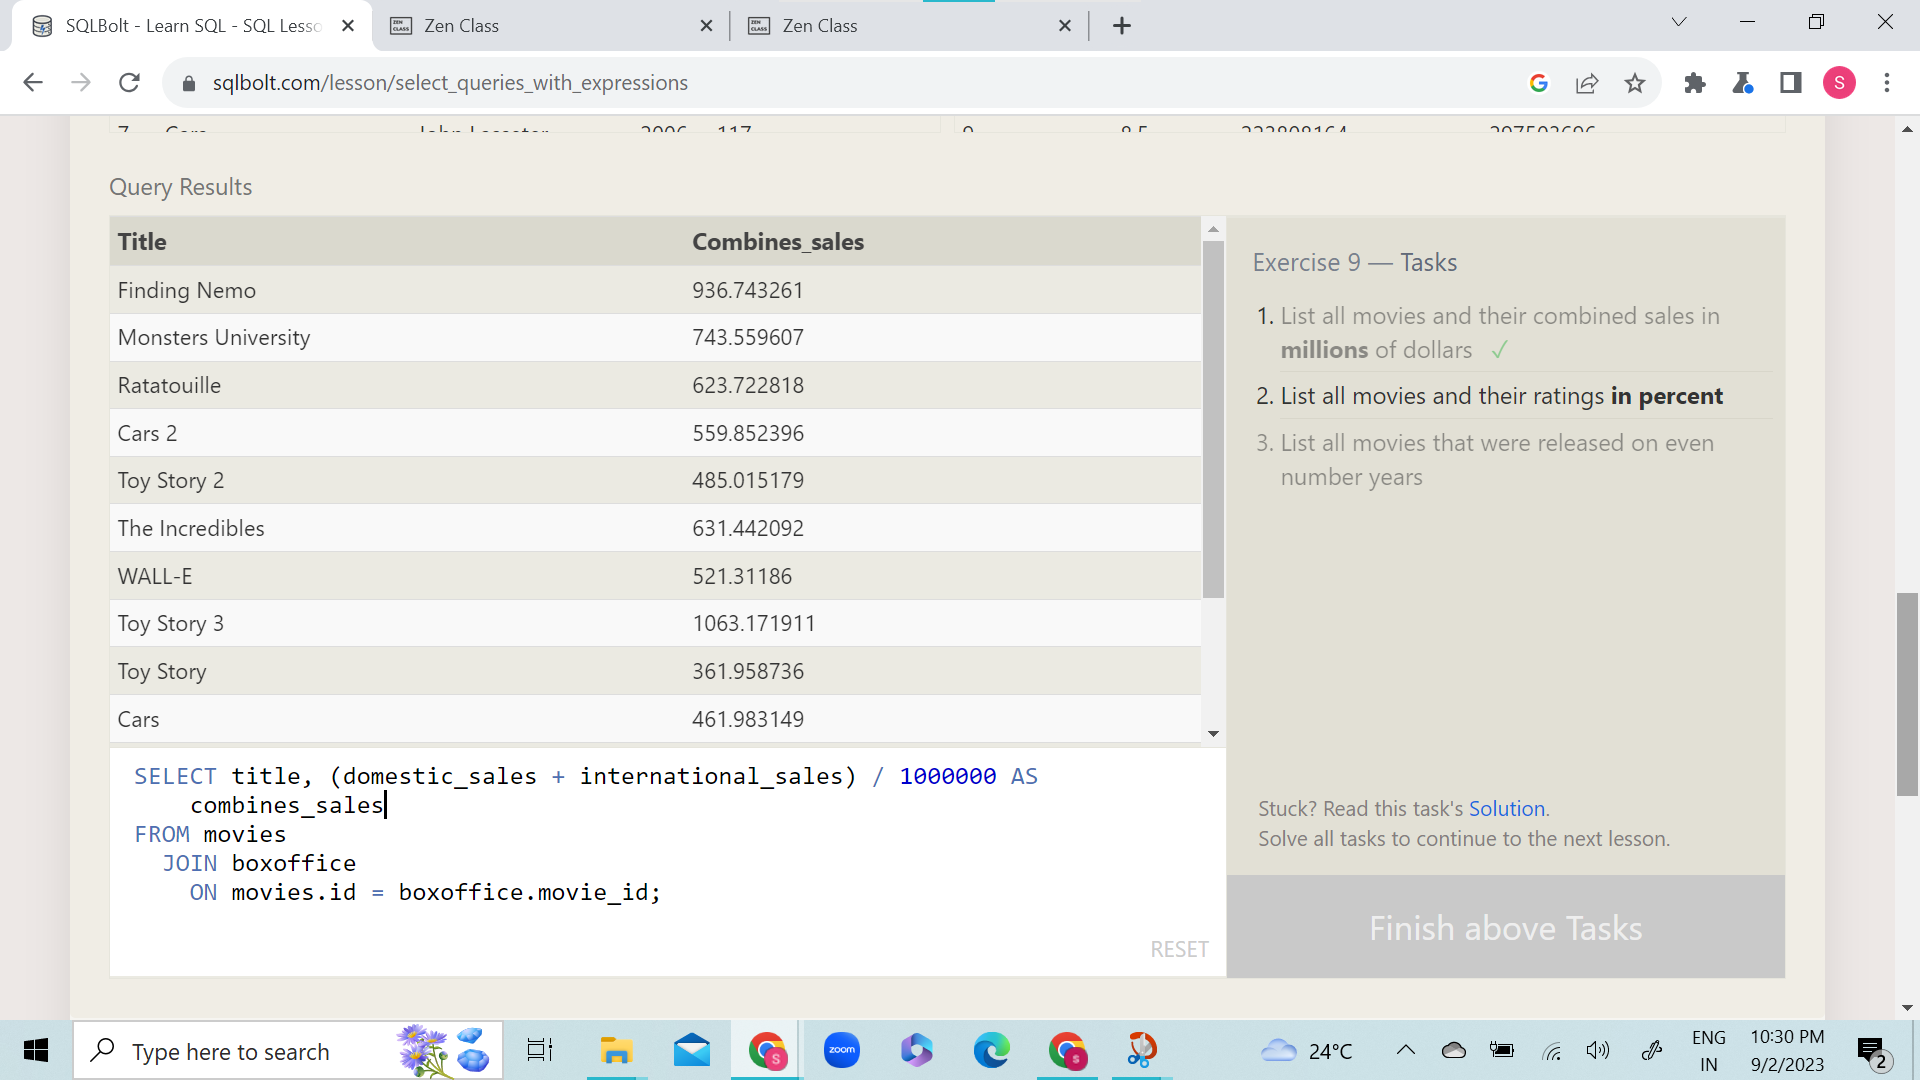 SQLBolt - Learn SQL - SQL Lesso
Zen Class
Zen Class
sqlbolt.com/lesson/select_queries_with_expressions
S
Query Results
Title Combines_sales
Finding Nemo 936.743261
Monsters University 743.559607
Ratatouille 623.722818
Cars 2 559.852396
Toy Story 2 485.015179
The Incredibles 631.442092
WALL-E 521.31186
Toy Story 3 1063.171911
Toy Story 361.958736
Cars 461.983149
SELECT title, (domestic_sales + international_sales) / 1000000 AS
combines_sales
FROM movies
JOIN boxoffice
ON movies.id = boxoffice.movie_id;
RESET
Exercise 9 — Tasks
1. List all movies and their combined sales in
millions of dollars ✓
2. List all movies and their ratings in percent
3. List all movies that were released on even
number years
Stuck? Read this task's Solution.
Solve all tasks to continue to the next lesson.
Finish above Tasks
Type here to search
zoom
24°C
ENG
IN
10:30 PM
9/2/2023
2